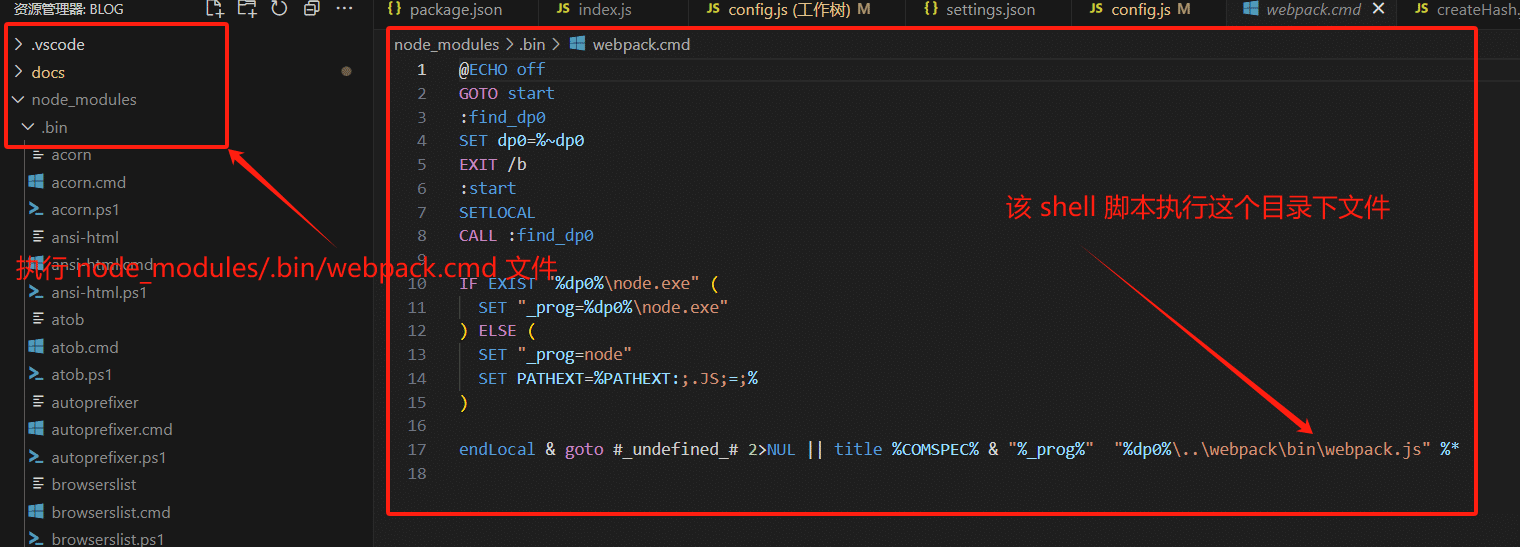 资源管理器: BLOG
package.json
JS index.js
JS config.js (工作树) M
settings.json
JS config.js M
webpack.cmd
JS createHash.
.vscode
docs
node_modules
.bin
acorn
acorn.cmd
acorn.ps1
ansi-html
ansi-html.cmd
ansi-html.ps1
atob
atob.cmd
atob.ps1
autoprefixer
autoprefixer.cmd
autoprefixer.ps1
browserslist
browserslist.cmd
browserslist.ps1
执行 node_modules/.bin/webpack.cmd 文件
node_modules > .bin > webpack.cmd
1 @ECHO off
2 GOTO start
3 :find_dp0
4 SET dp0=%~dp0
5 EXIT /b
6 :start
7 SETLOCAL
8 CALL :find_dp0
9
10 IF EXIST "%dp0%\node.exe" (
11 SET "_prog=%dp0%\node.exe"
12 ) ELSE (
13 SET "_prog=node"
14 SET PATHEXT=%PATHEXT:;.JS;=;%
15 )
16
17 endLocal & goto #_undefined_# 2>NUL || title %COMSPEC% & "%_prog%"  "%dp0%\..\webpack\bin\webpack.js" %*
18
该 shell 脚本执行这个目录下文件